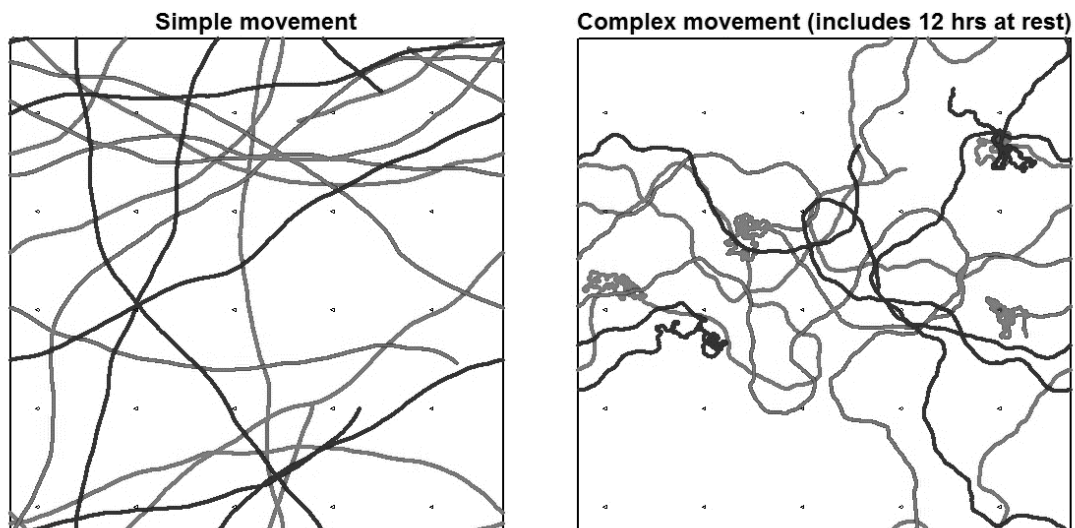 Simple movement
Complex movement (includes 12 hrs at rest)